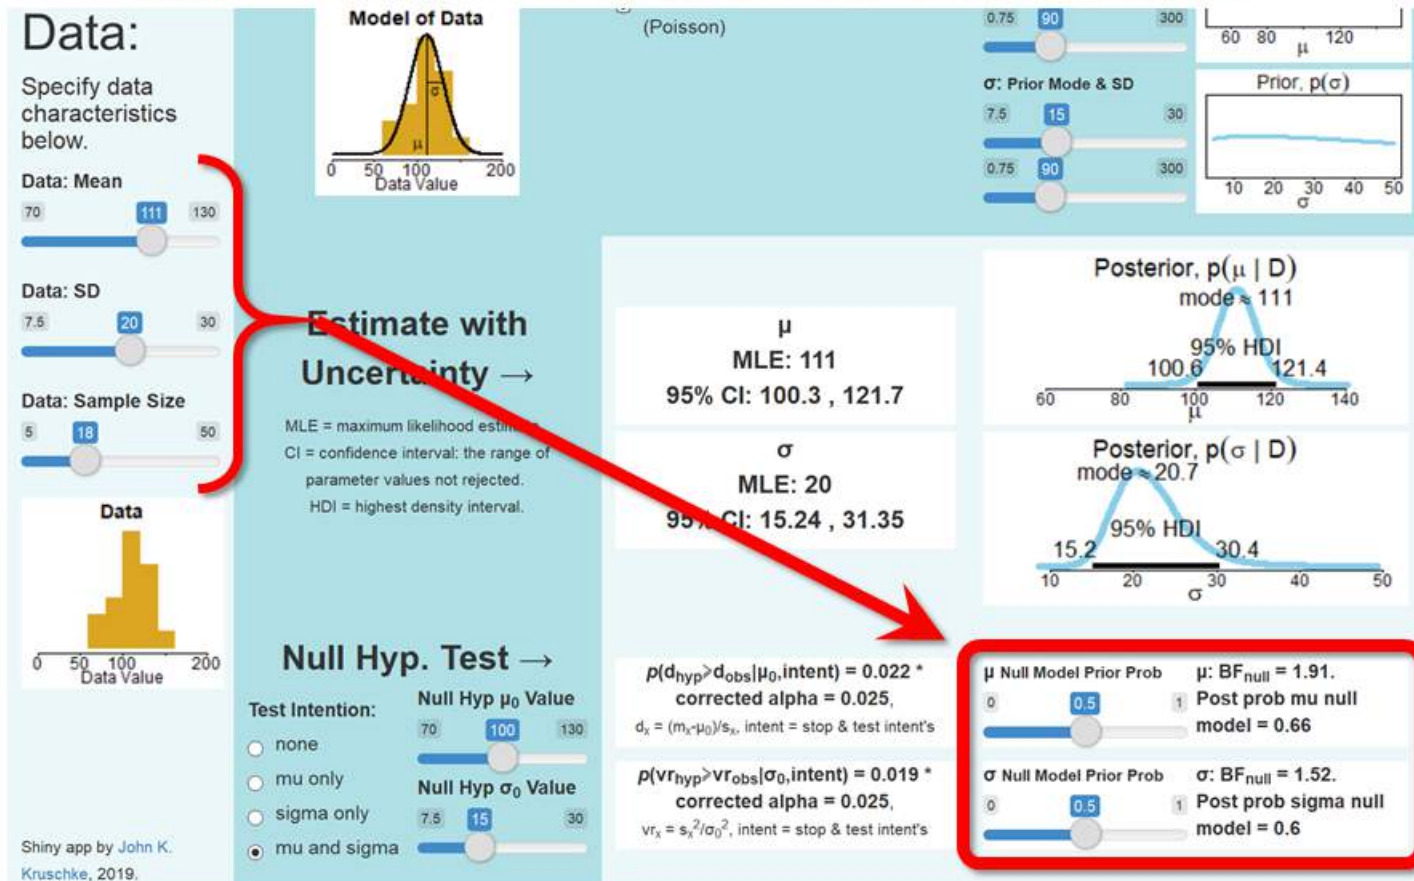 Data:
Specify data
characteristics
below.
Data: Mean
70 111 130
Data: SD
7.5 20 30
Data: Sample Size
5 18 50
Data
0 50 100 200
Data Value
Shiny app by John K.
Kruschke, 2019.
Model of Data
σ
μ
0 50 100 200
Data Value
Estimate with
Uncertainty →
MLE = maximum likelihood estimate.
CI = confidence interval: the range of
parameter values not rejected.
HDI = highest density interval.
Null Hyp. Test →
Test Intention:
none
mu only
sigma only
mu and sigma
Null Hyp μ₀ Value
70 100 130
Null Hyp σ₀ Value
7.5 15 30
(Poisson)
0.75 90 300
60 80 120
μ
σ: Prior Mode & SD
7.5 15 30
0.75 90 300
Prior, p(σ)
10 20 30 40 50
σ
μ
MLE: 111
95% CI: 100.3 , 121.7
σ
MLE: 20
95% CI: 15.24 , 31.35
Posterior, p(μ | D)
mode ≈ 111
95% HDI
100.6 121.4
60 80 100 120 140
μ
Posterior, p(σ | D)
mode ≈ 20.7
95% HDI
15.2 30.4
10 20 30 40 50
σ
p(d_hyp>d_obs|μ₀,intent) = 0.022 *
corrected alpha = 0.025,
dₓ = (mₓ-μ₀)/sₓ, intent = stop & test intent's
p(vr_hyp>vr_obs|σ₀,intent) = 0.019 *
corrected alpha = 0.025,
vrₓ = sₓ²/σ₀², intent = stop & test intent's
μ Null Model Prior Prob
0 0.5 1
μ: BF_null = 1.91.
Post prob mu null
model = 0.66
σ Null Model Prior Prob
0 0.5 1
σ: BF_null = 1.52.
Post prob sigma null
model = 0.6